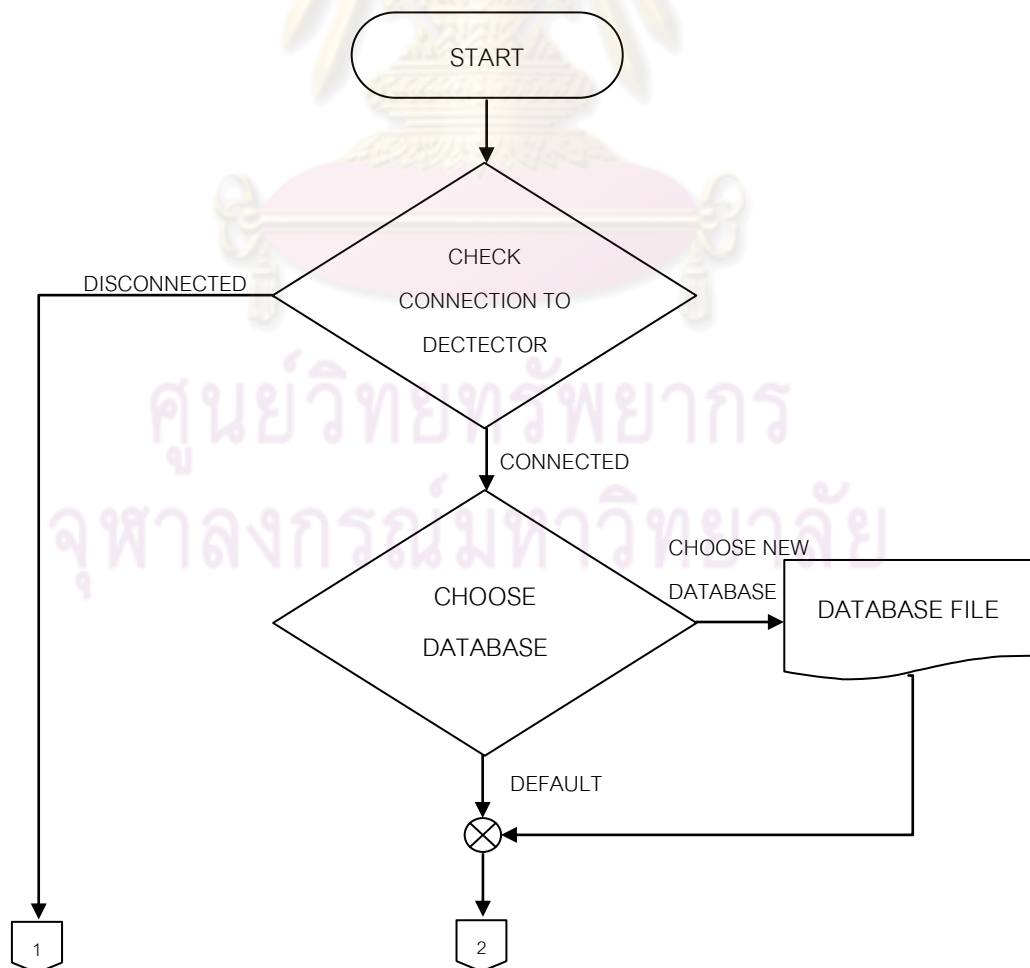 START
CHECK
CONNECTION TO
DECTECTOR
DISCONNECTED
CONNECTED
ศูนย์วิทยทรัพยากร
จุฬาลงกรณ์มหาวิทยาลัย
CHOOSE
DATABASE
CHOOSE NEW
DATABASE
DATABASE FILE
DEFAULT
1
2